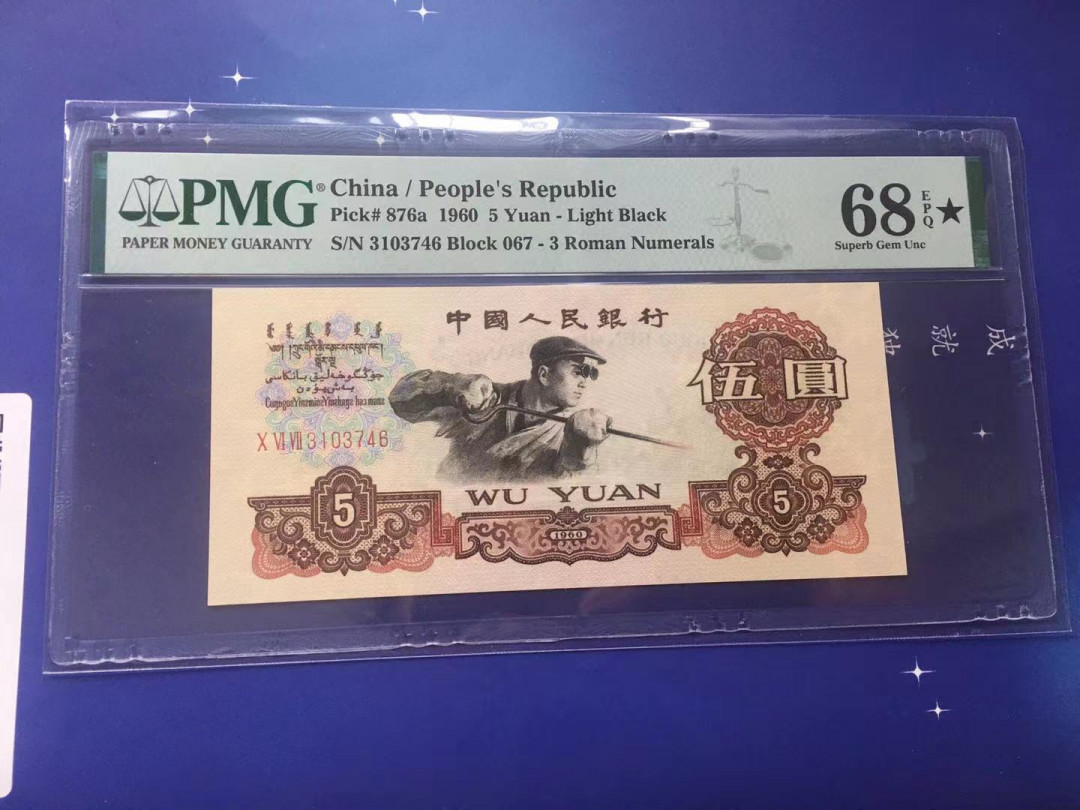 PMG®
PAPER MONEY GUARANTY
China / People's Republic
Pick# 876a 1960 5 Yuan - Light Black
S/N 3103746 Block 067 - 3 Roman Numerals
68 EPQ ★
Superb Gem Unc
中國人民銀行
X VI VII 3103746
伍圓
WU YUAN
5
1960
5
成
就